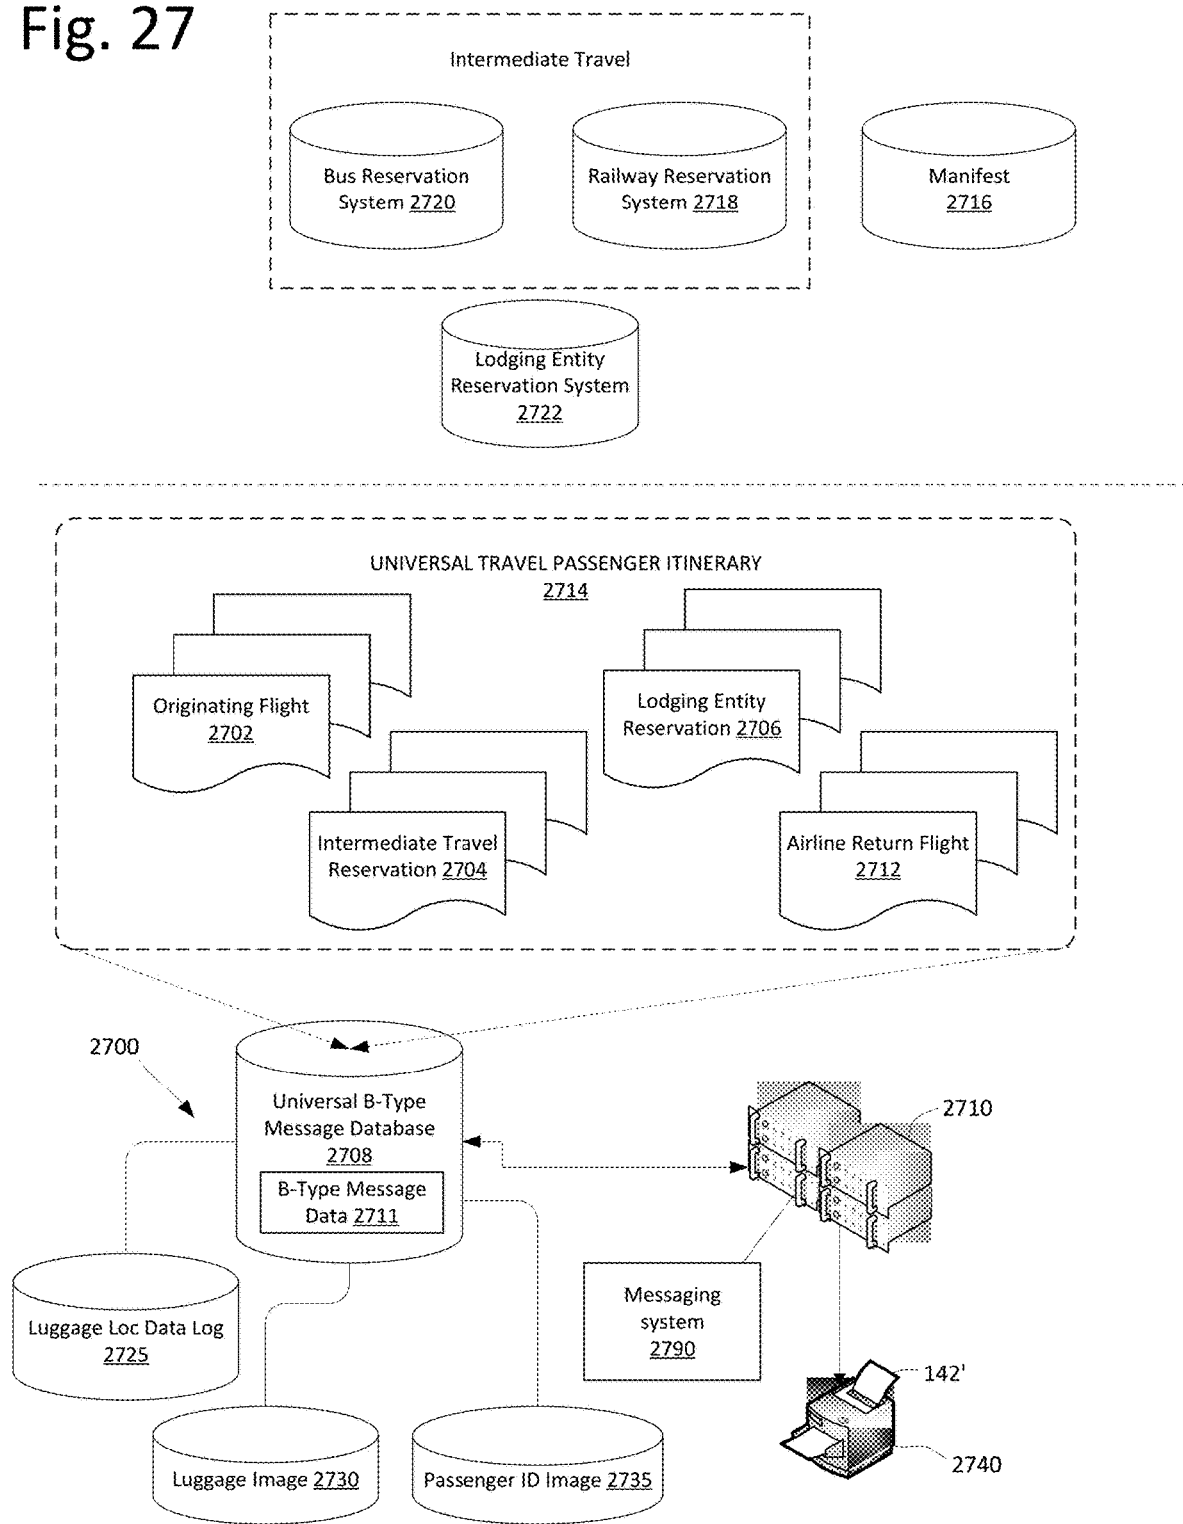 Fig. 27
Intermediate Travel
Bus Reservation
System 2720
Railway Reservation
System 2718
Manifest
2716
Lodging Entity
Reservation System
2722
UNIVERSAL TRAVEL PASSENGER ITINERARY
2714
Originating Flight
2702
Lodging Entity
Reservation 2706
Intermediate Travel
Reservation 2704
Airline Return Flight
2712
2700
Universal B-Type
Message Database
2708
B-Type Message
Data 2711
2710
Luggage Loc Data Log
2725
Messaging
system
2790
142'
2740
Luggage Image 2730
Passenger ID Image 2735